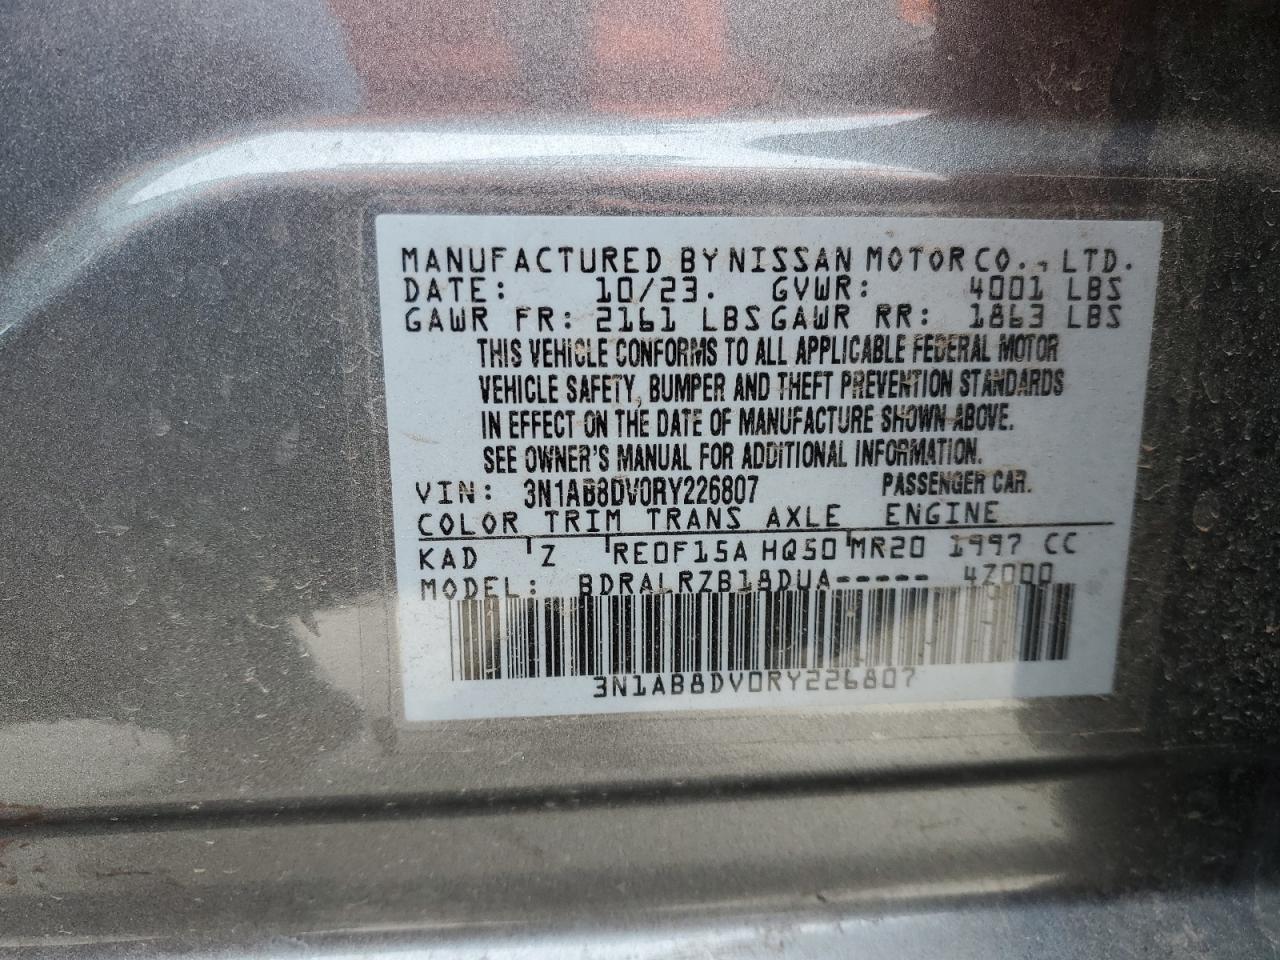 MANUFACTURED BY NISSAN MOTOR CO., LTD.
DATE: 10/23. GVWR: 4001 LBS
GAWR FR: 2161 LBS GAWR RR: 1863 LBS
THIS VEHICLE CONFORMS TO ALL APPLICABLE FEDERAL MOTOR
VEHICLE SAFETY, BUMPER AND THEFT PREVENTION STANDARDS
IN EFFECT ON THE DATE OF MANUFACTURE SHOWN ABOVE.
SEE OWNER'S MANUAL FOR ADDITIONAL INFORMATION.
VIN: 3N1AB8DV0RY226807 PASSENGER CAR.
COLOR TRIM TRANS AXLE ENGINE
KAD Z RE0F15A HQ50 MR20 1997 CC
MODEL: BDRALRZB18DUA----- 4Z000
3N1AB8DV0RY226807